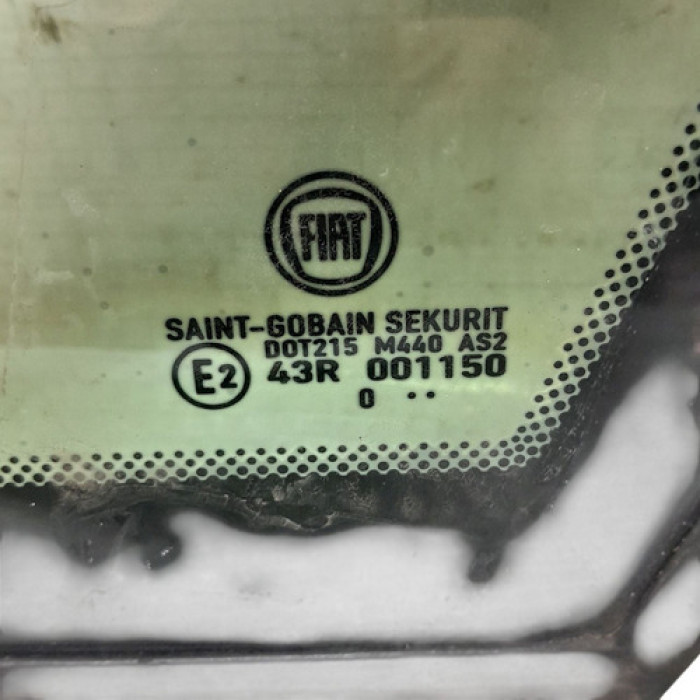 FIAT
SAINT-GOBAIN SEKURIT
DOT215 M440 AS2
E2 43R 001150
0 ..